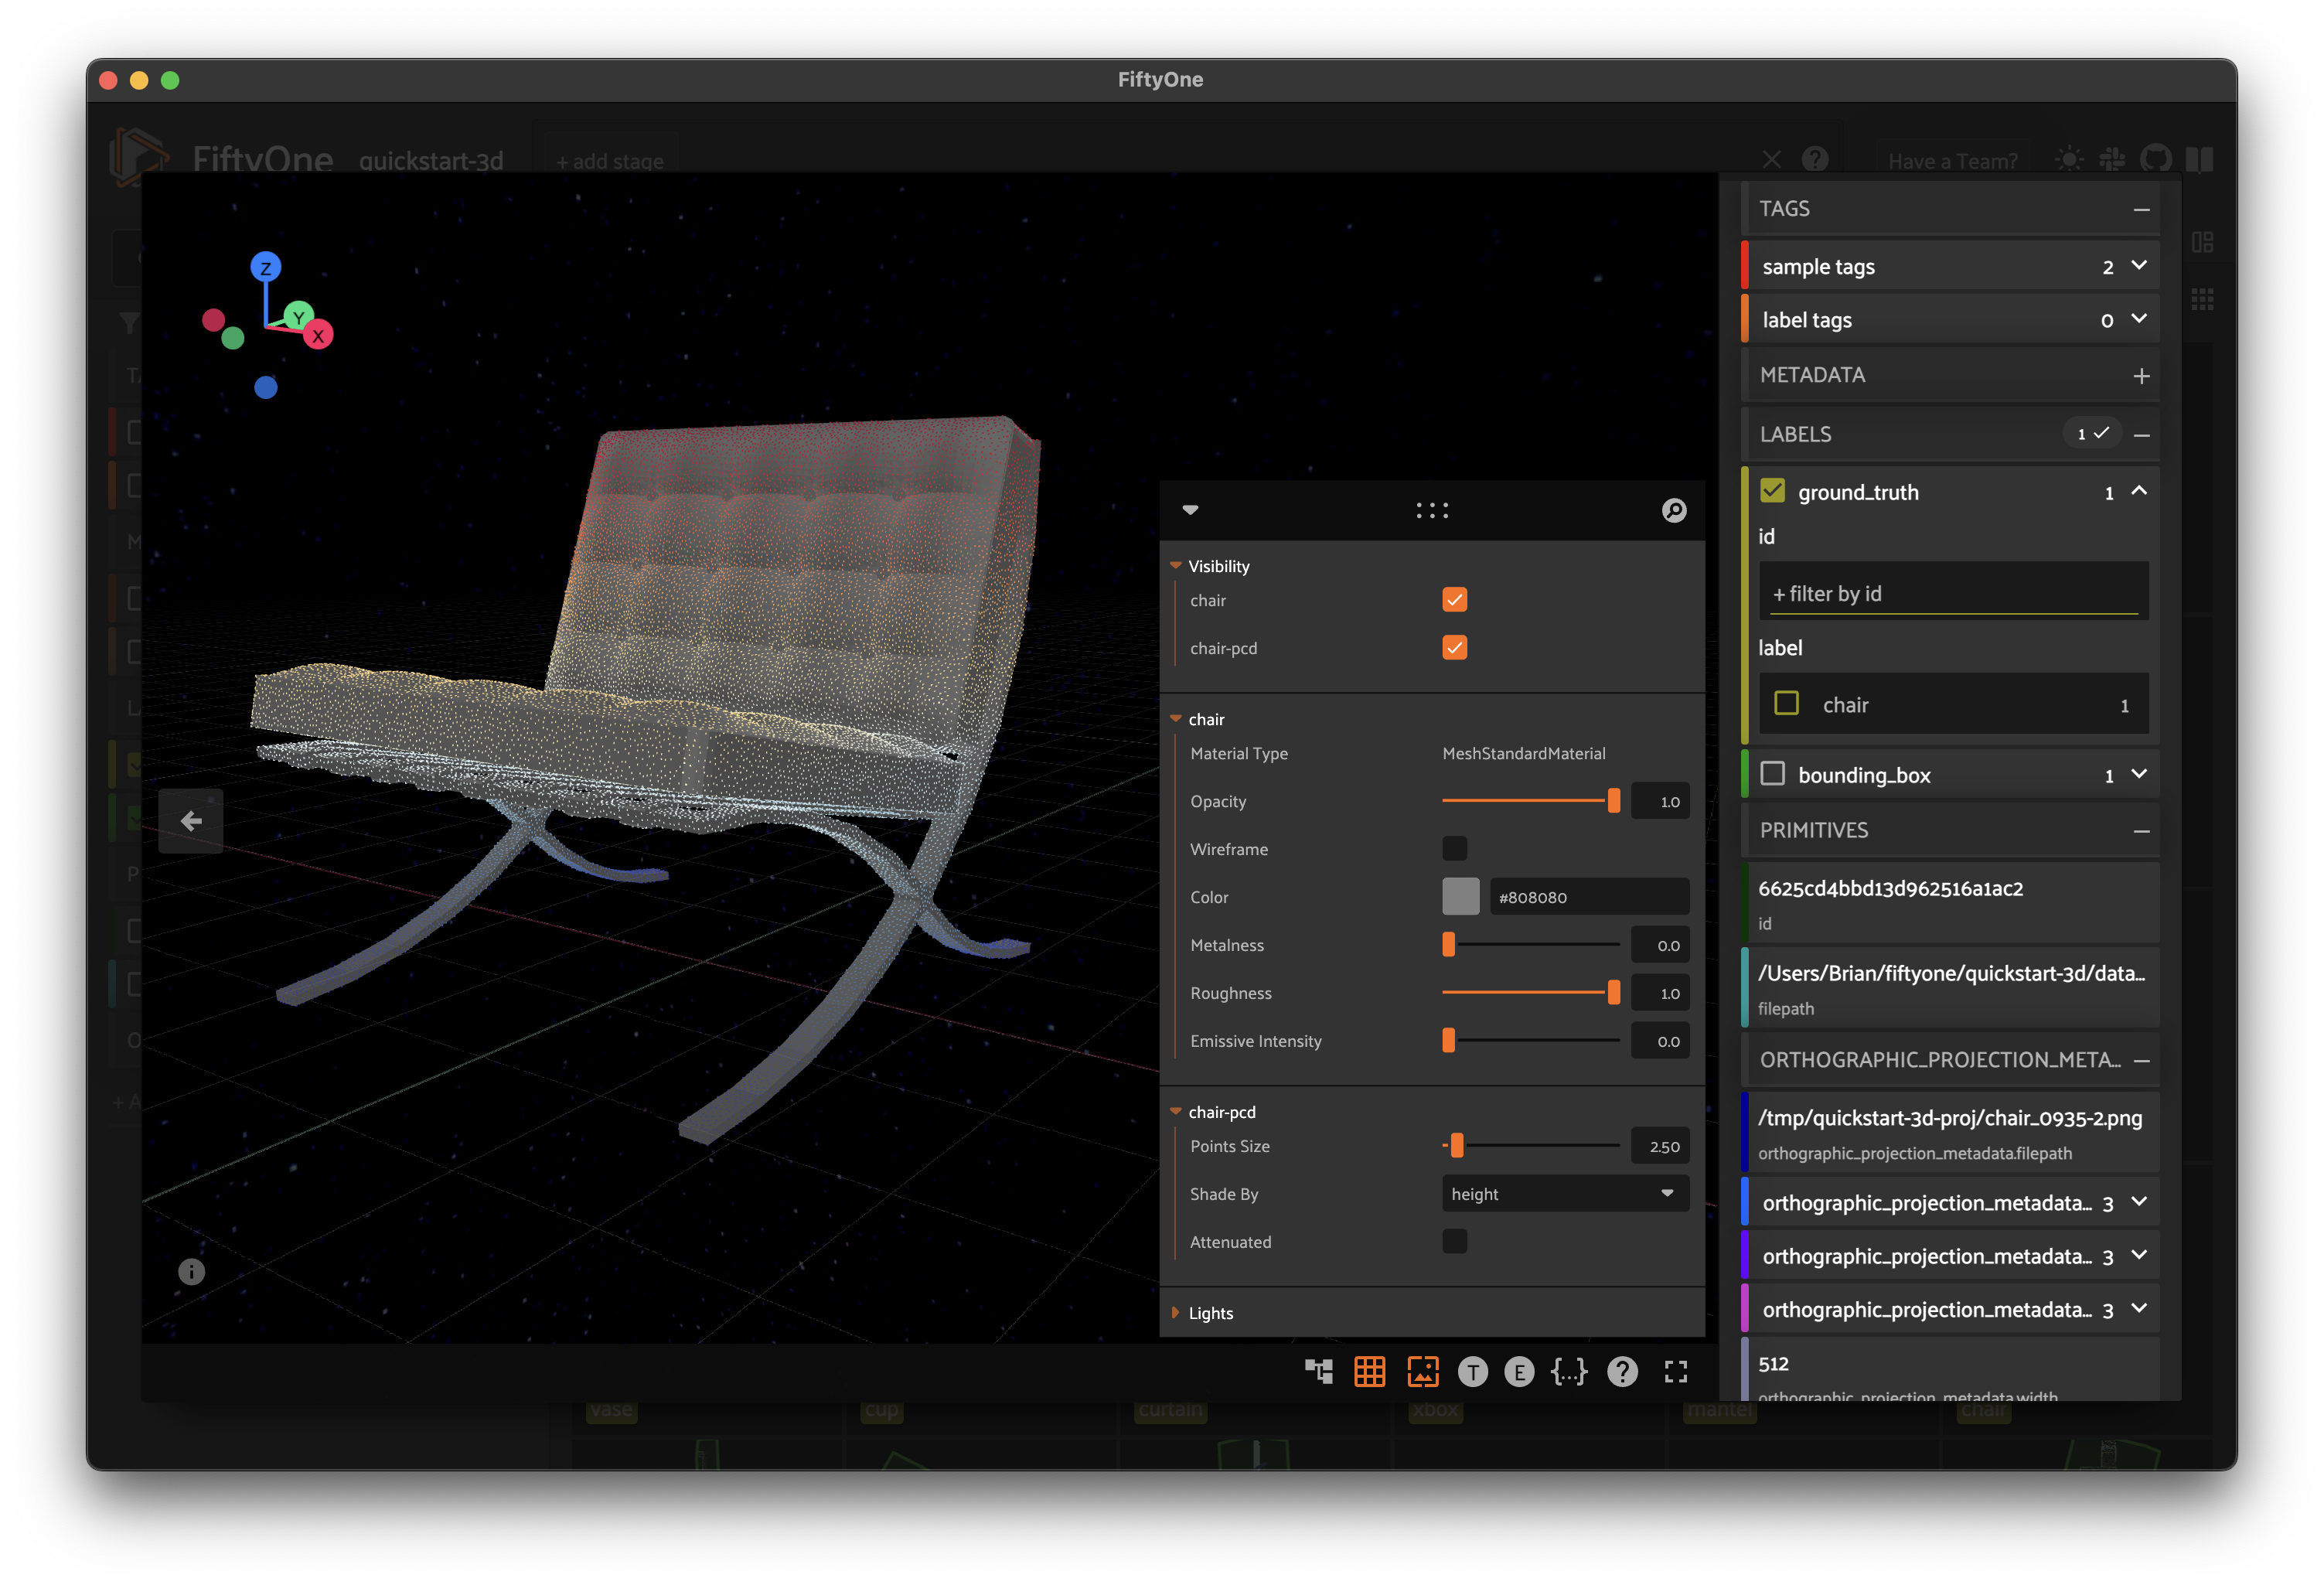 FiftyOne
FiftyOne
quickstart-3d
+ add stage
Have a Team?
Z
Y
X
Visibility
chair
chair-pcd
chair
Material Type MeshStandardMaterial
Opacity 1.0
Wireframe
Color #808080
Metalness 0.0
Roughness 1.0
Emissive Intensity 0.0
chair-pcd
Points Size 2.50
Shade By height
Attenuated
Lights
T E {...} ?
TAGS
sample tags 2
label tags 0
METADATA
LABELS 1
ground_truth 1
id
+ filter by id
label
chair 1
bounding_box 1
PRIMITIVES
6625cd4bbd13d962516a1ac2
id
/Users/Brian/fiftyone/quickstart-3d/data...
filepath
ORTHOGRAPHIC_PROJECTION_META...
/tmp/quickstart-3d-proj/chair_0935-2.png
orthographic_projection_metadata.filepath
orthographic_projection_metadata... 3
orthographic_projection_metadata... 3
orthographic_projection_metadata... 3
512
orthographic_projection_metadata.width
vase
cup
curtain
xbox
mantel
chair